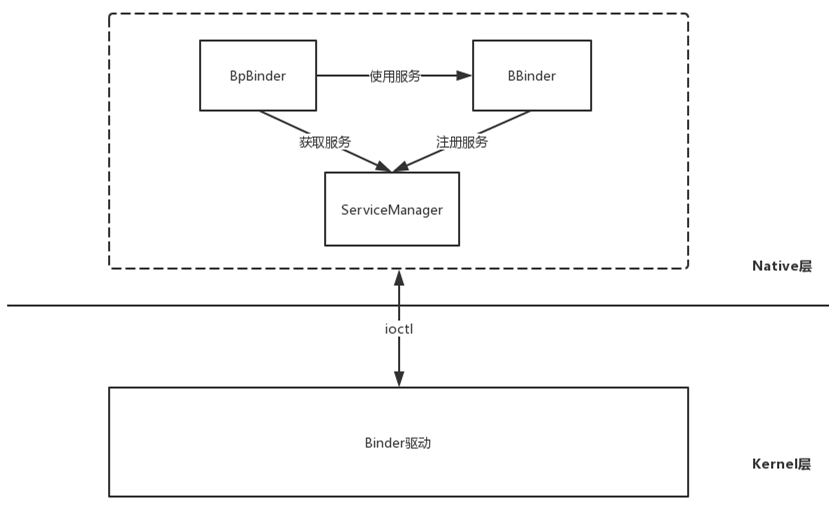 BpBinder
使用服务
BBinder
获取服务
注册服务
ServiceManager
Native层
ioctl
Binder驱动
Kernel层